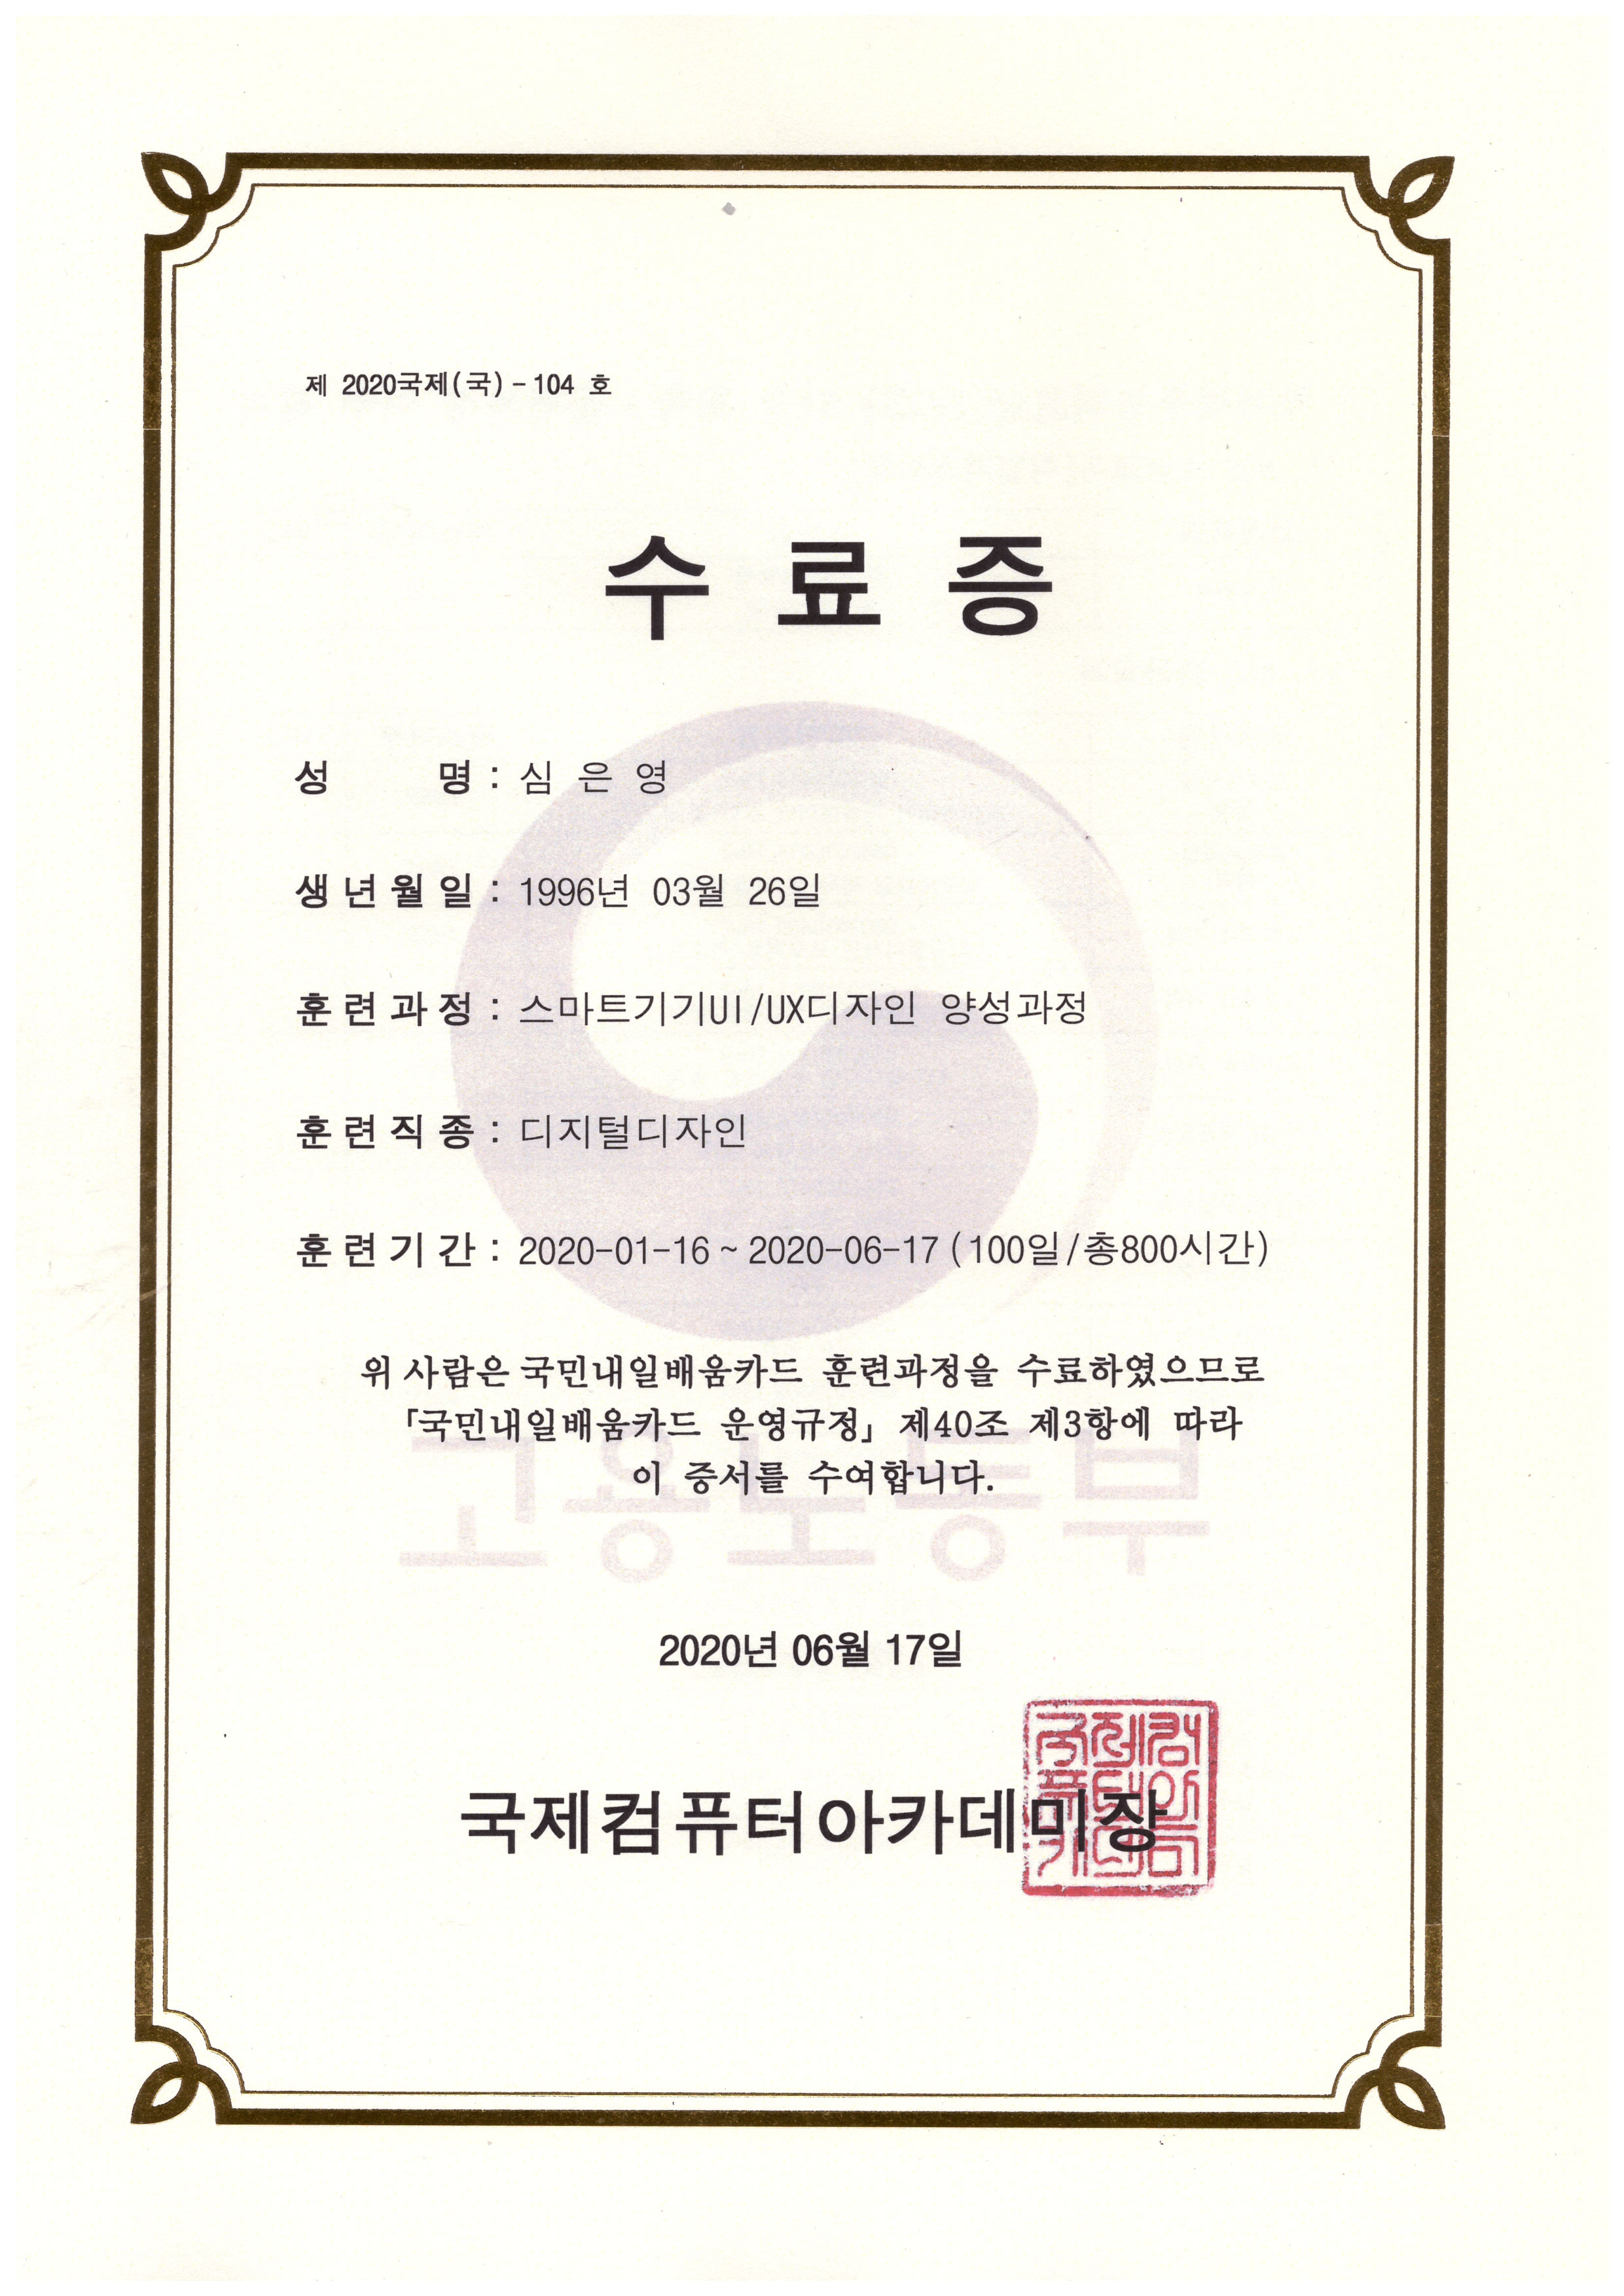 제 2020국제(국)-104 호
수 료 증
성 명 : 심 은 영
생 년 월 일 : 1996년 03월 26일
훈 련 과 정 : 스마트기기UI/UX디자인 양성과정
훈 련 직 종 : 디지털디자인
훈 련 기 간 : 2020-01-16 ~ 2020-06-17 (100일/총800시간)
위 사람은 국민내일배움카드 훈련과정을 수료하였으므로
「국민내일배움카드 운영규정」 제40조 제3항에 따라
이 증서를 수여합니다.
고용노동부
2020년 06월 17일
국제컴퓨터아카데미장